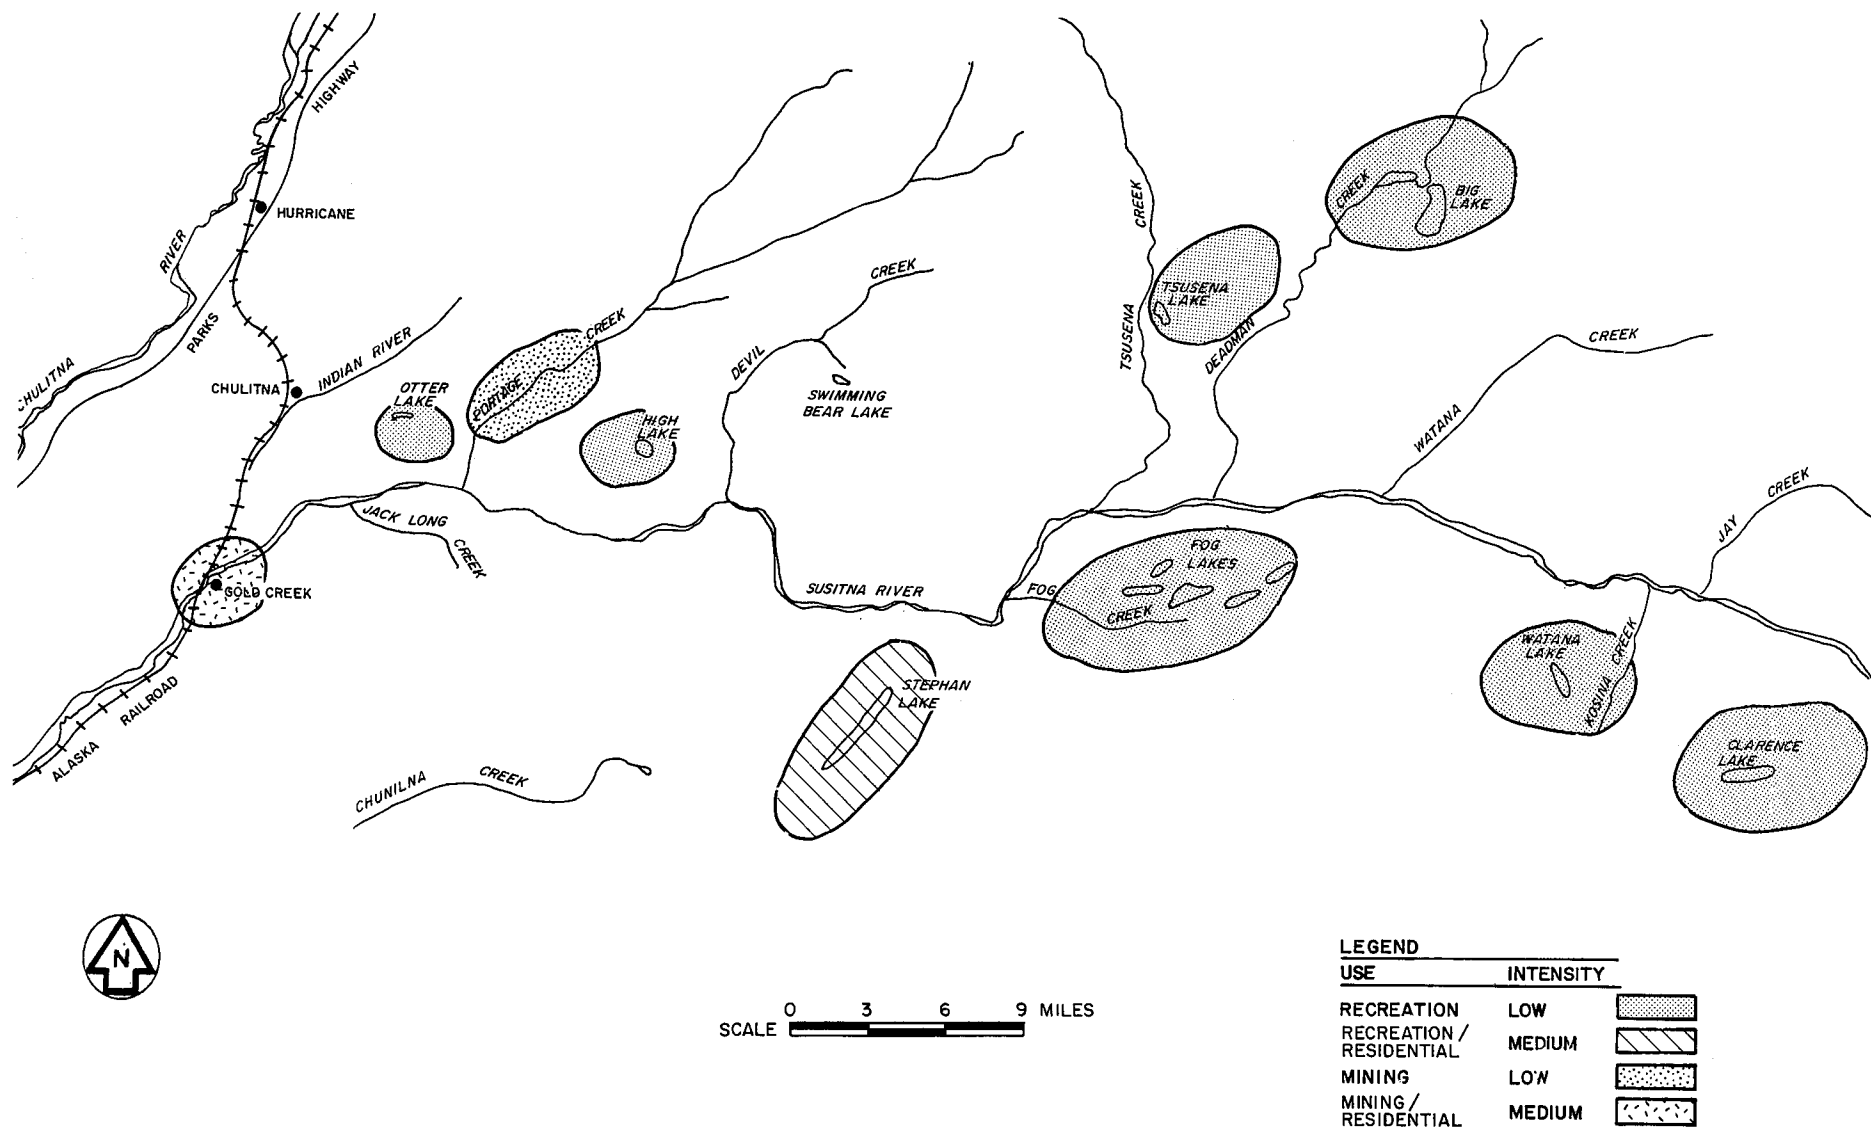 HIGHWAY
HURRICANE
RIVER
PARKS
CHULITNA
CHULITNA
INDIAN RIVER
OTTER
LAKE
PORTAGE
CREEK
HIGH
LAKE
DEVIL
CREEK
SWIMMING
BEAR LAKE
CREEK
TSUSENA
TSUSENA
LAKE
DEADMAN
CREEK
BIG
LAKE
WATANA
CREEK
JAY
CREEK
JACK LONG
CREEK
GOLD CREEK
SUSITNA RIVER
FOG
CREEK
FOG
LAKES
WATANA
LAKE
KOSINA
CREEK
STEPHAN
LAKE
CLARENCE
LAKE
ALASKA
RAILROAD
CHUNILNA
CREEK
N
0 3 6 9 MILES
SCALE
LEGEND
USE INTENSITY
RECREATION LOW
RECREATION /
RESIDENTIAL MEDIUM
MINING LOW
MINING /
RESIDENTIAL MEDIUM